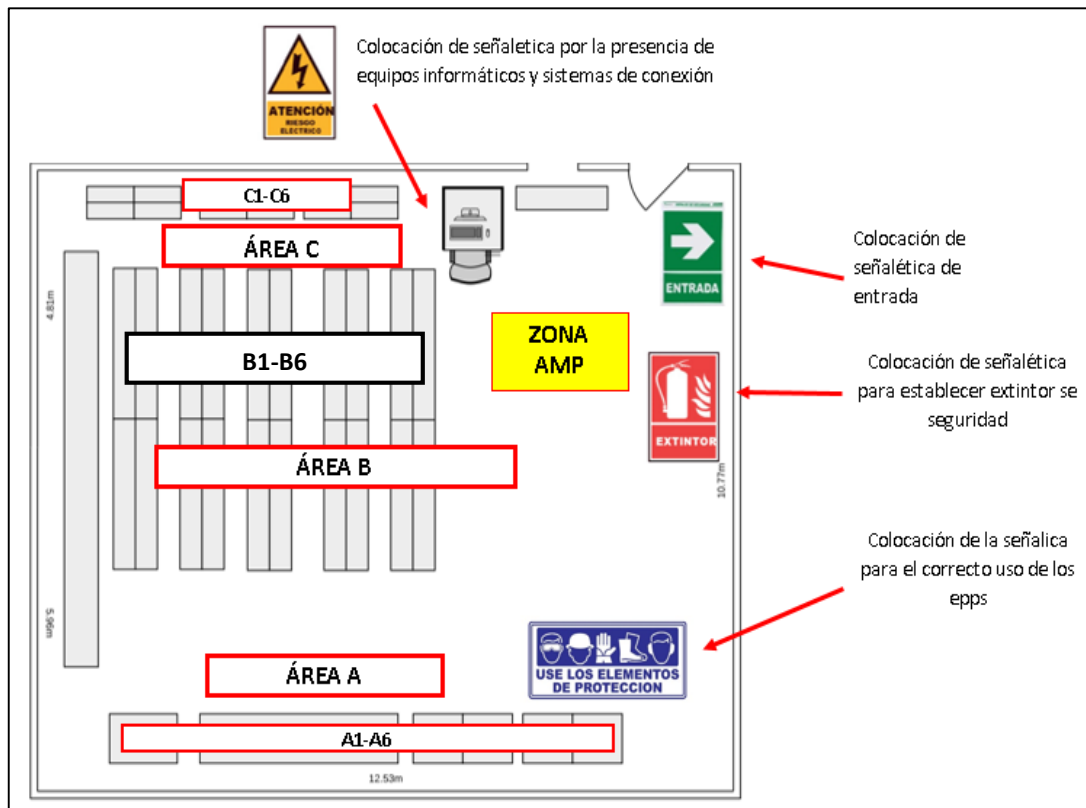 Colocación de señaletica por la presencia de
equipos informáticos y sistemas de conexión
ATENCIÓN
RIESGO
ELECTRICO
C1-C6
ÁREA C
ENTRADA
Colocación de
señalética de
entrada
4.81m
B1-B6
ZONA
AMP
EXTINTOR
Colocación de señalética
para establecer extintor se
seguridad
ÁREA B
10.77m
5.96m
Colocación de la señalica
para el correcto uso de los
epps
ÁREA A
USE LOS ELEMENTOS
DE PROTECCION
A1-A6
12.53m